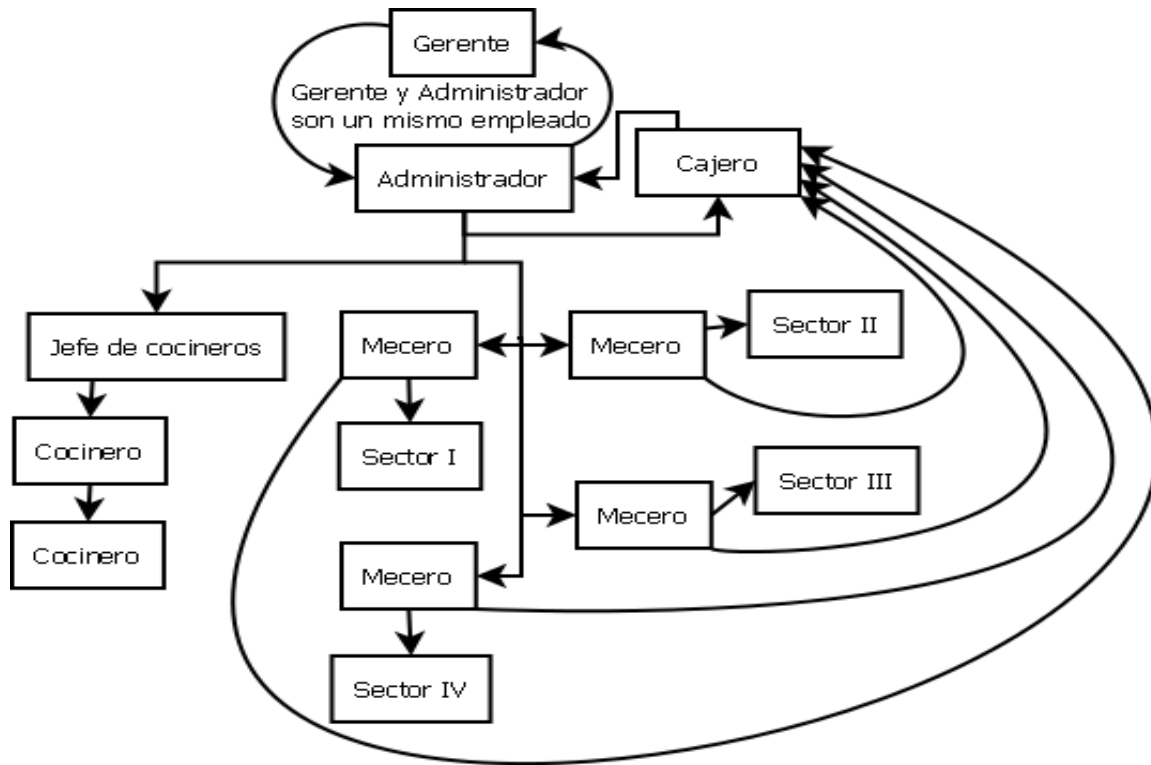 Gerente
Gerente y Administrador
son un mismo empleado
Administrador
Cajero
Jefe de cocineros
Mecero
Mecero
Sector II
Cocinero
Sector I
Cocinero
Mecero
Sector III
Mecero
Sector IV